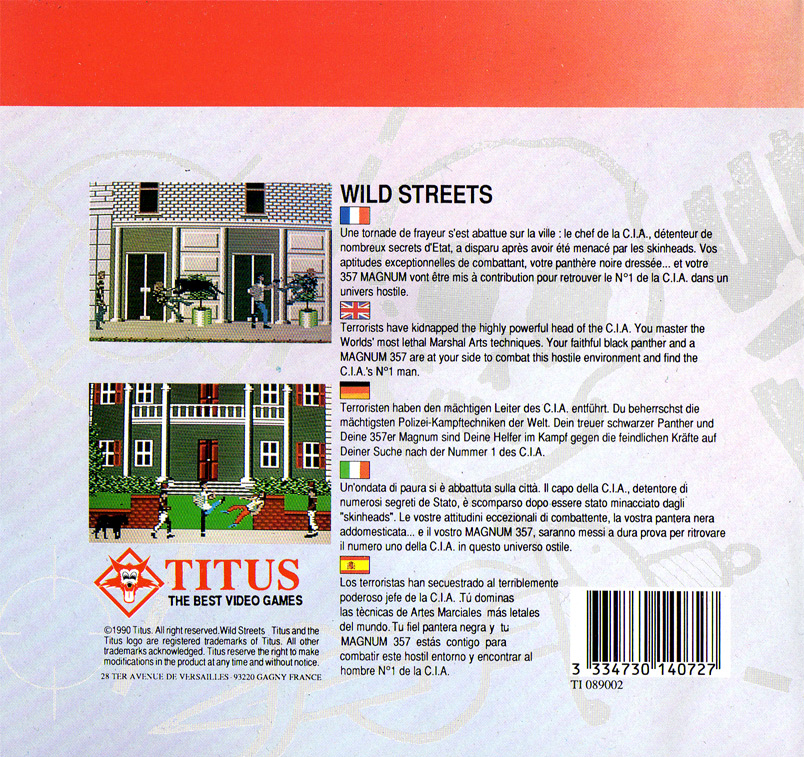 WILD STREETS
Une tornade de frayeur s'est abattue sur la ville : le chef de la C.I.A., détenteur de
nombreux secrets d'Etat, a disparu après avoir été menacé par les skinheads. Vos
aptitudes exceptionnelles de combattant, votre panthère noire dressée... et votre
357 MAGNUM vont être mis à contribution pour retrouver le N°1 de la C.I.A. dans un
univers hostile.
Terrorists have kidnapped the highly powerful head of the C.I.A. You master the
Worlds' most lethal Marshal Arts techniques. Your faithful black panther and a
MAGNUM 357 are at your side to combat this hostile environment and find the
C.I.A.'s N°1 man.
Terroristen haben den mächtigen Leiter des C.I.A. entführt. Du beherrschst die
mächtigsten Polizei-Kampftechniken der Welt. Dein treuer schwarzer Panther und
Deine 357er Magnum sind Deine Helfer im Kampf gegen die feindlichen Kräfte auf
Deiner Suche nach der Nummer 1 des C.I.A.
Un'ondata di paura si è abbattuta sulla città. Il capo della C.I.A., detentore di
numerosi segreti di Stato, è scomparso dopo essere stato minacciato dagli
"skinheads". Le vostre attitudini eccezionali di combattente, la vostra pantera nera
addomesticata... e il vostro MAGNUM 357, saranno messi a dura prova per ritrovare
il numero uno della C.I.A. in questo universo ostile.
Los terroristas han secuestrado al terriblemente
poderoso jefe de la C.I.A. .Tú dominas
las tècnicas de Artes Marciales más letales
del mundo. Tu fiel pantera negra y tu
MAGNUM 357 estás contigo para
combatir este hostil entorno y encontrar al
hombre N°1 de la C.I.A.
TITUS
THE BEST VIDEO GAMES
©1990 Titus. All right reserved.Wild Streets Titus and the
Titus logo are registered trademarks of Titus. All other
trademarks acknowledged. Titus reserve the right to make
modifications in the product at any time and without notice.
28 TER AVENUE DE VERSAILLES · 93220 GAGNY FRANCE
3 334730 140727
TI 089002